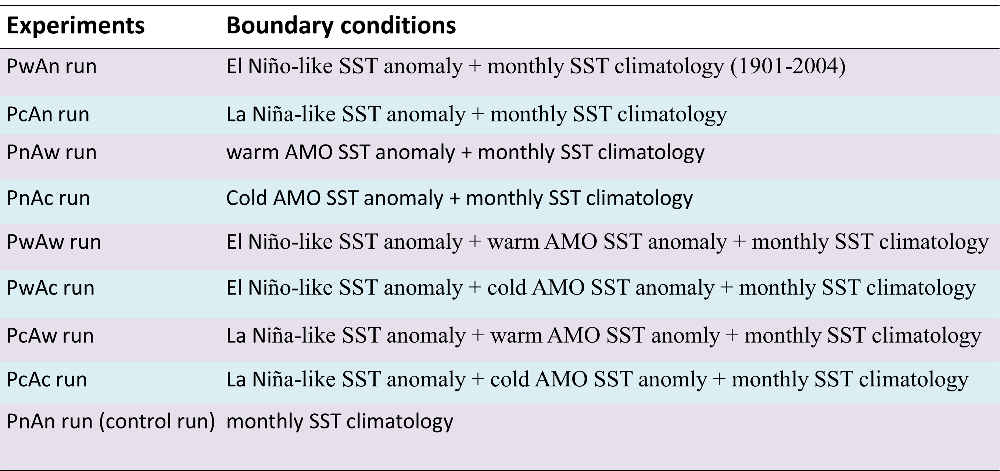 Experiments Boundary conditions
PwAn run El Niño-like SST anomaly + monthly SST climatology (1901-2004)
PcAn run La Niña-like SST anomaly + monthly SST climatology
PnAw run warm AMO SST anomaly + monthly SST climatology
PnAc run Cold AMO SST anomaly + monthly SST climatology
PwAw run El Niño-like SST anomaly + warm AMO SST anomaly + monthly SST climatology
PwAc run El Niño-like SST anomaly + cold AMO SST anomaly + monthly SST climatology
PcAw run La Niña-like SST anomaly + warm AMO SST anomly + monthly SST climatology
PcAc run La Niña-like SST anomaly + cold AMO SST anomly + monthly SST climatology
PnAn run (control run) monthly SST climatology